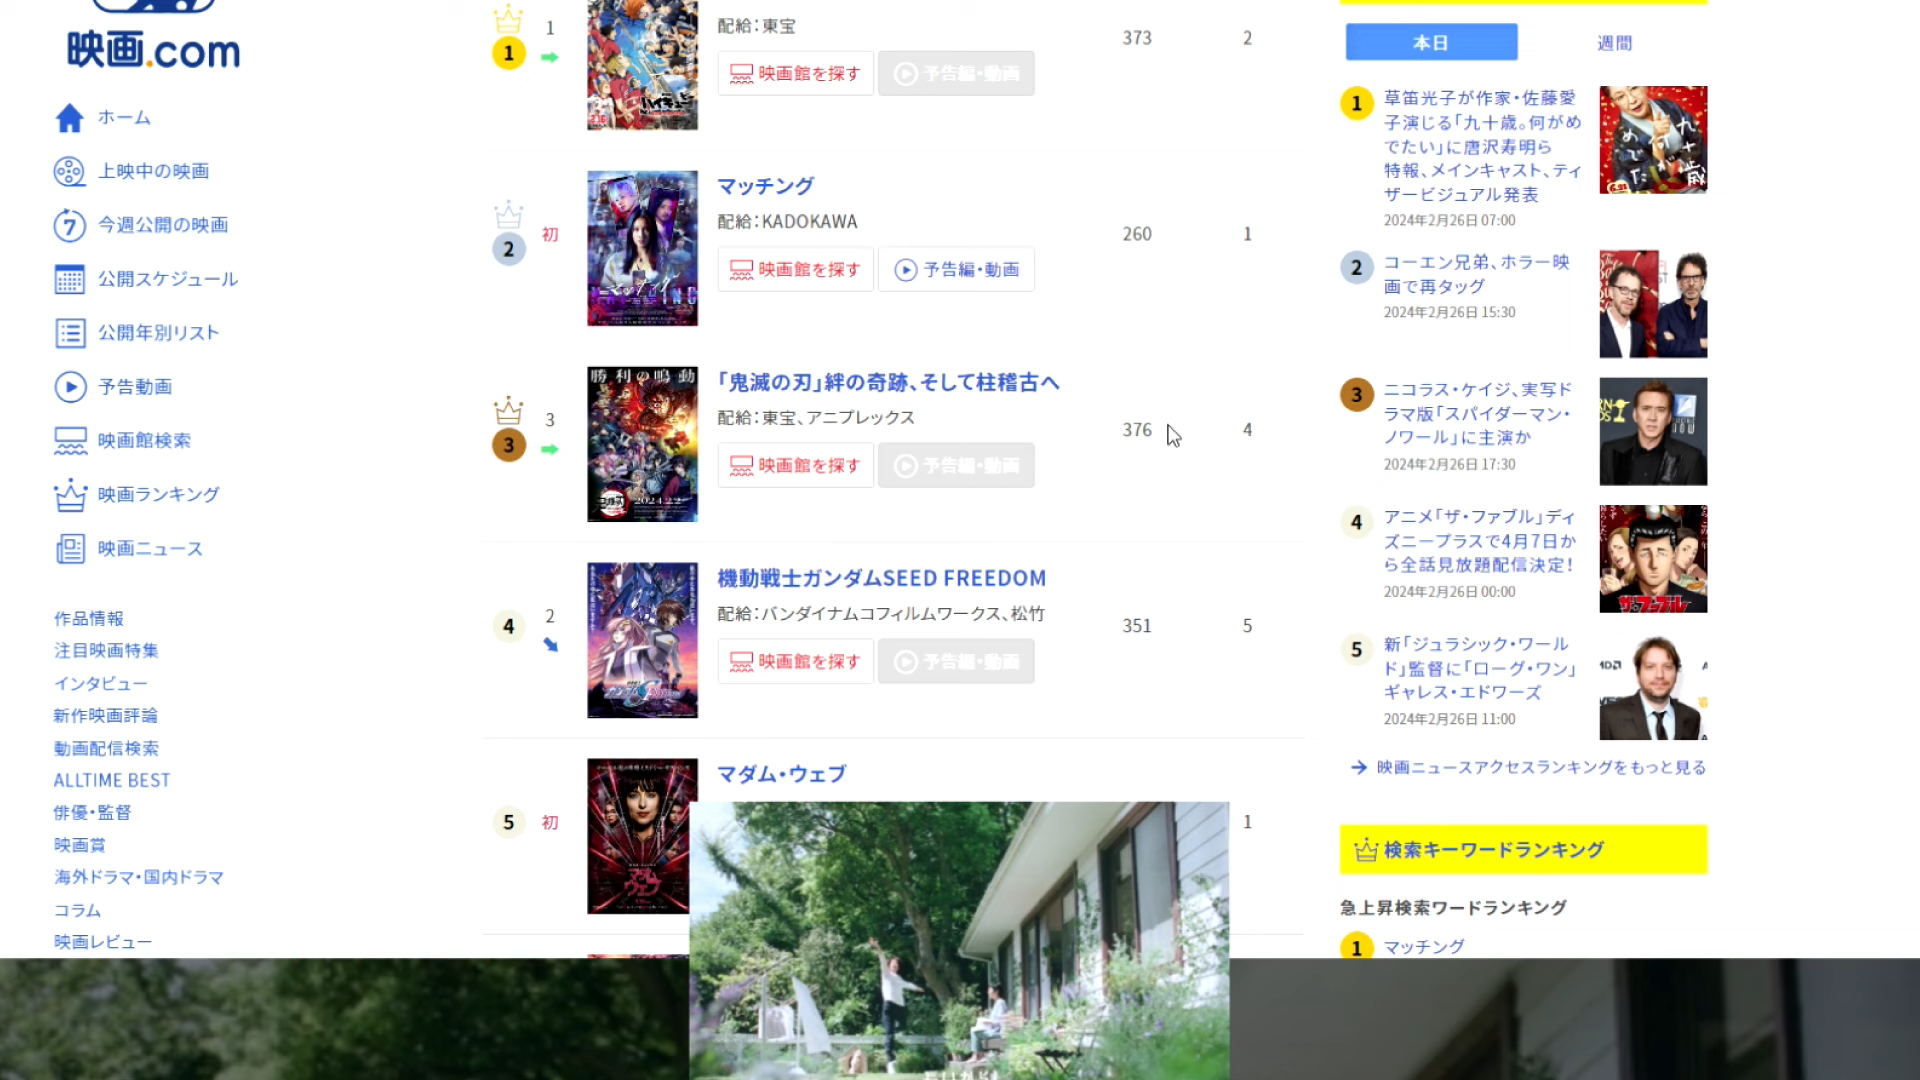 映画.com
ホーム
上映中の映画
7 今週公開の映画
公開スケジュール
公開年別リスト
予告動画
映画館検索
映画ランキング
映画ニュース
作品情報
注目映画特集
インタビュー
新作映画評論
動画配信検索
ALLTIME BEST
俳優・監督
映画賞
海外ドラマ・国内ドラマ
コラム
映画レビュー
1
1
ハイキュー
配給：東宝
映画館を探す 予告編・動画
373
2
2
初
マッチング
マッチング
配給：KADOKAWA
映画館を探す 予告編・動画
260
1
3
3
勝利の鳴動
「鬼滅の刃」絆の奇跡、そして柱稽古へ
配給：東宝、アニプレックス
映画館を探す 予告編・動画
376
4
4
2
機動戦士ガンダムSEED FREEDOM
配給：バンダイナムコフィルムワークス、松竹
映画館を探す 予告編・動画
351
5
5
初
マダム・ウェブ
マダム・ウェブ
1
本日 週間
1
草笛光子が作家・佐藤愛
子演じる「九十歳。何がめ
でたい」に唐沢寿明ら
特報、メインキャスト、ティ
ザービジュアル発表
2024年2月26日 07:00
2
コーエン兄弟、ホラー映
画で再タッグ
2024年2月26日 15:30
3
ニコラス・ケイジ、実写ド
ラマ版「スパイダーマン・
ノワール」に主演か
2024年2月26日 17:30
4
アニメ「ザ・ファブル」ディ
ズニープラスで4月7日か
ら全話見放題配信決定！
2024年2月26日 00:00
ザ・ファブル
5
新「ジュラシック・ワール
ド」監督に「ローグ・ワン」
ギャレス・エドワーズ
2024年2月26日 11:00
映画ニュースアクセスランキングをもっと見る
検索キーワードランキング
急上昇検索ワードランキング
1 マッチング